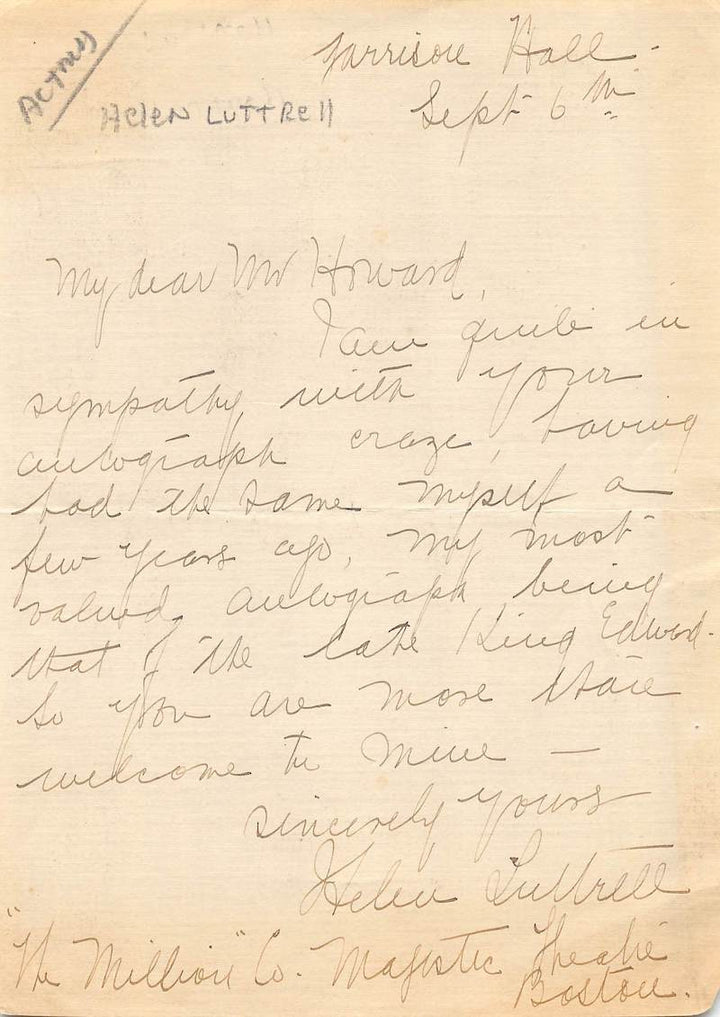 Actress
Helen Luttrell
Garrison Hall -
Sept 6th
My dear Mr Howard,
I am quite in
sympathy with your
autograph craze, having
had the same myself a
few years ago, my most
valued autograph being
that of the late King Edward -
So you are more than
welcome to mine -
Sincerely yours
Helen Luttrell
"The Million" Co. Majestic Theatre
Boston.